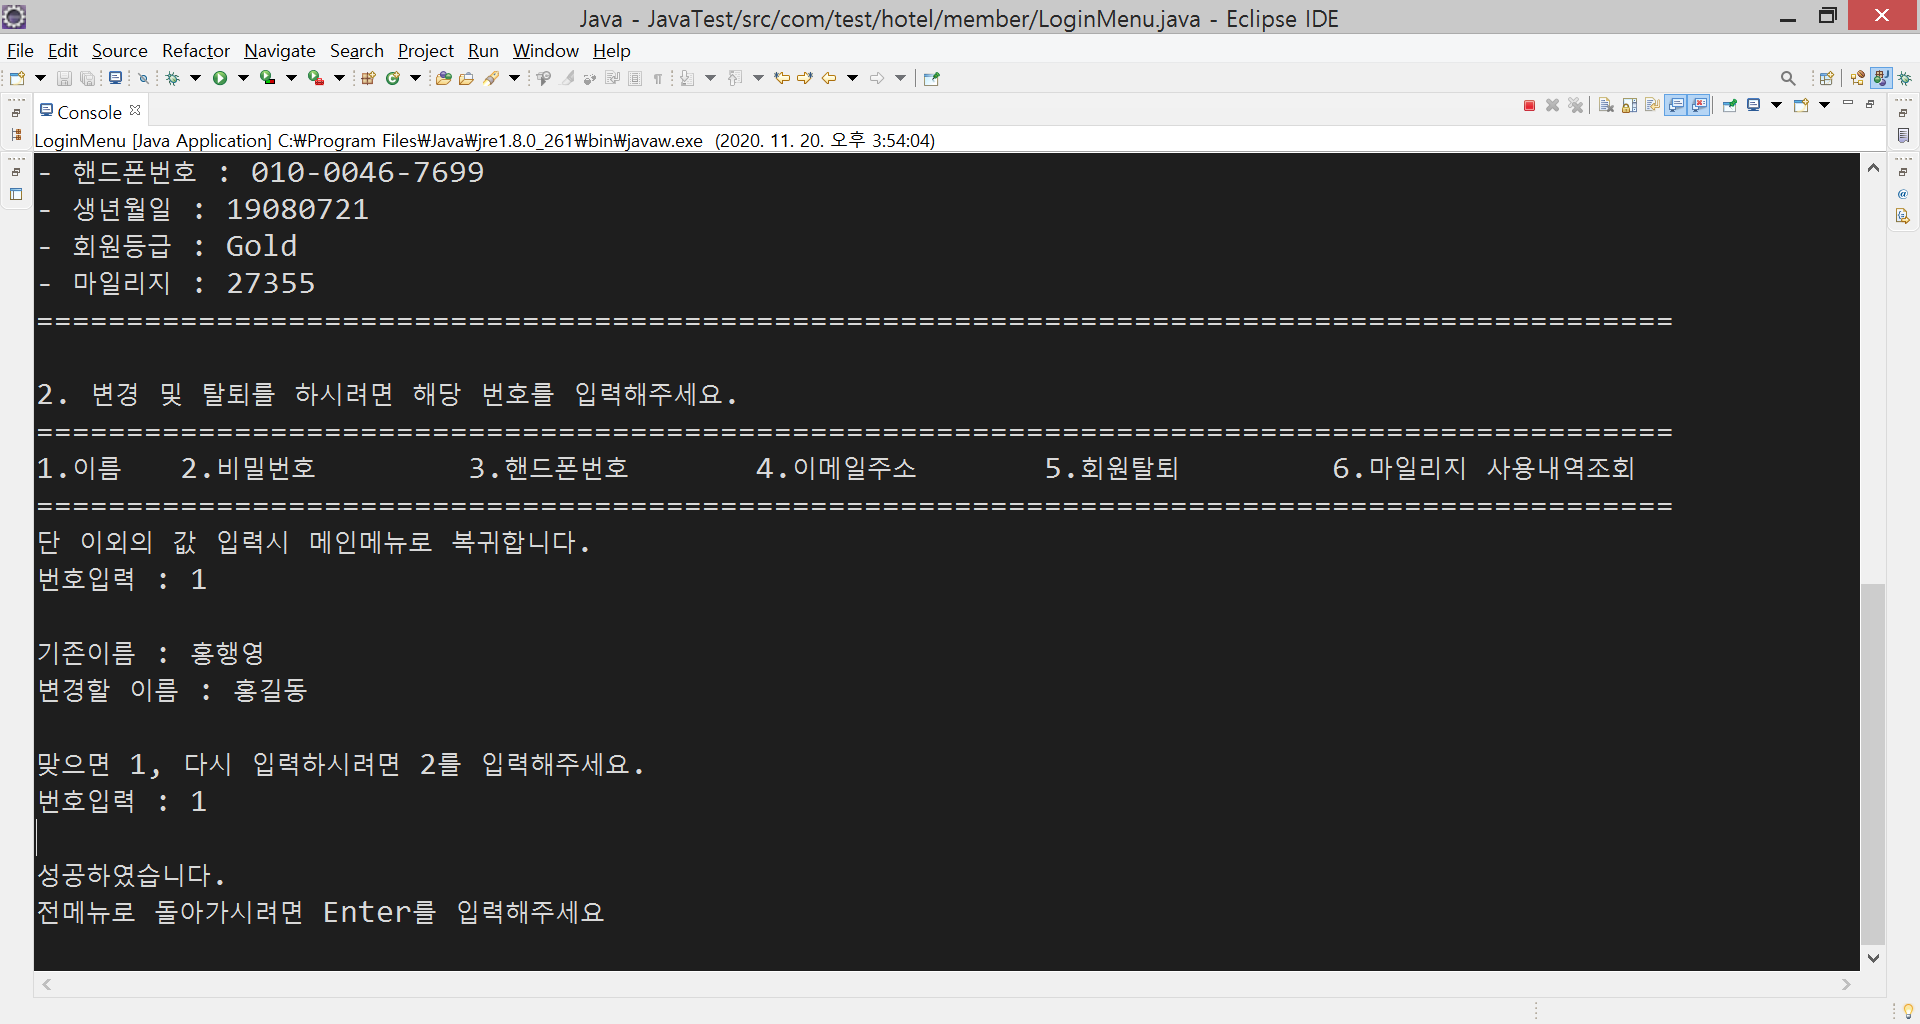 Java - JavaTest/src/com/test/hotel/member/LoginMenu.java - Eclipse IDE
File Edit Source Refactor Navigate Search Project Run Window Help
Console
LoginMenu [Java Application] C:₩Program Files₩Java₩jre1.8.0_261₩bin₩javaw.exe (2020. 11. 20. 오후 3:54:04)
- 핸드폰번호 : 010-0046-7699
- 생년월일 : 19080721
- 회원등급 : Gold
- 마일리지 : 27355
==========================================================================================
2. 변경 및 탈퇴를 하시려면 해당 번호를 입력해주세요.
==========================================================================================
1.이름 2.비밀번호 3.핸드폰번호 4.이메일주소 5.회원탈퇴 6.마일리지 사용내역조회
==========================================================================================
단 이외의 값 입력시 메인메뉴로 복귀합니다.
번호입력 : 1
기존이름 : 홍행영
변경할 이름 : 홍길동
맞으면 1, 다시 입력하시려면 2를 입력해주세요.
번호입력 : 1
성공하였습니다.
전메뉴로 돌아가시려면 Enter를 입력해주세요